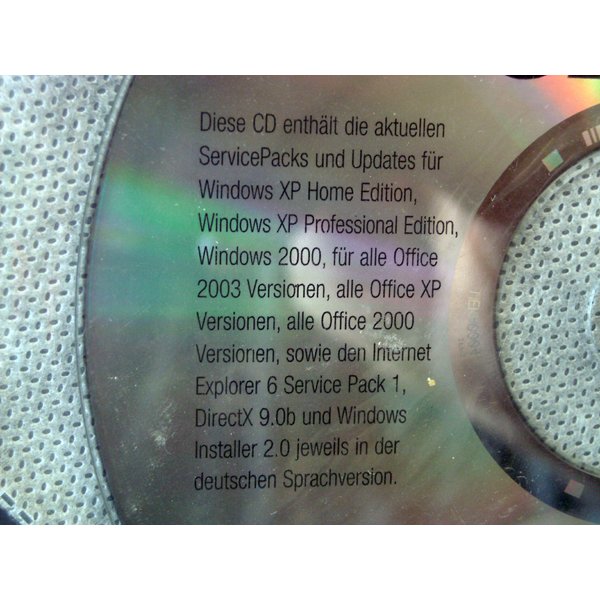 Diese CD enthält die aktuellen
ServicePacks und Updates für
Windows XP Home Edition,
Windows XP Professional Edition,
Windows 2000, für alle Office
2003 Versionen, alle Office XP
Versionen, alle Office 2000
Versionen, sowie den Internet
Explorer 6 Service Pack 1,
DirectX 9.0b und Windows
Installer 2.0 jeweils in der
deutschen Sprachversion.